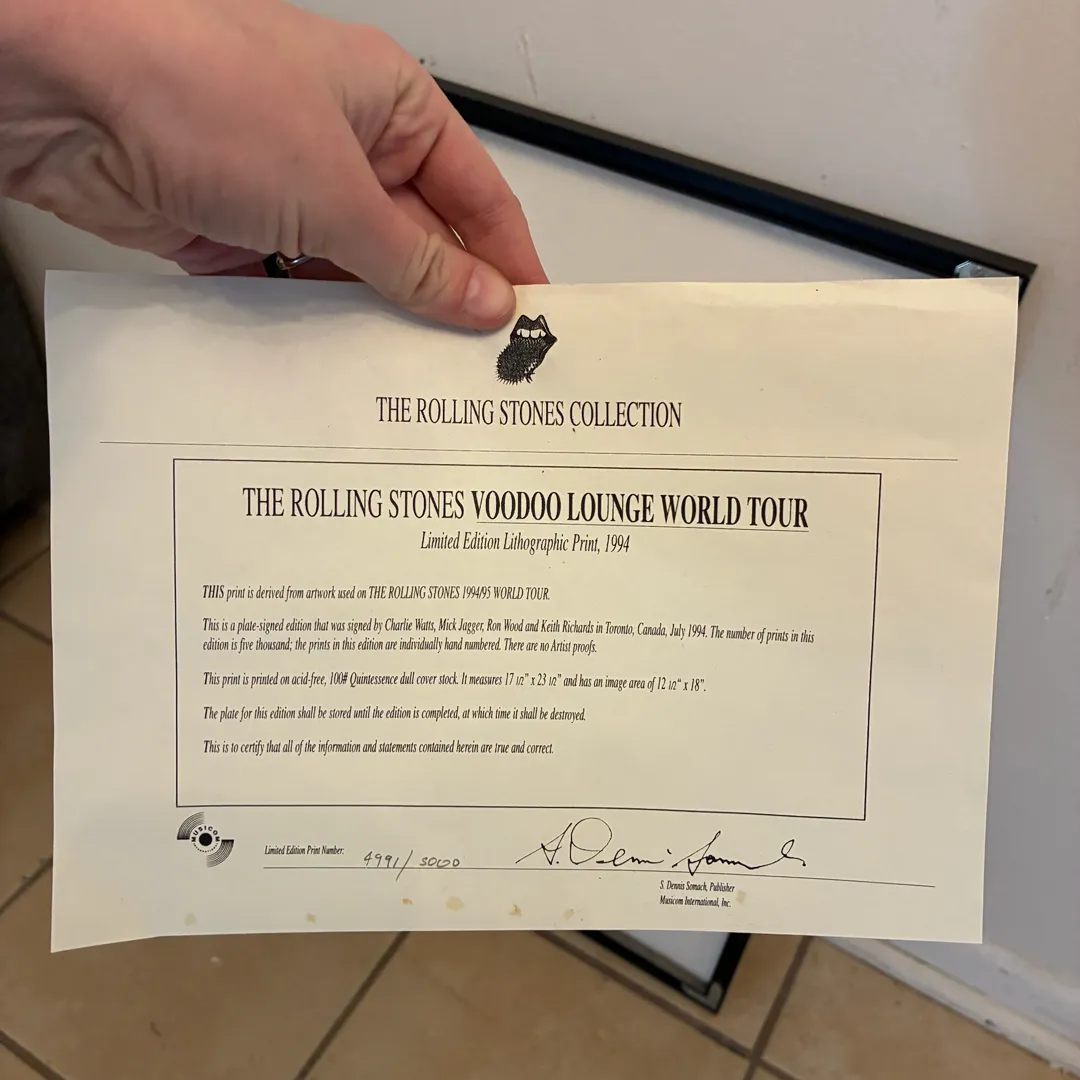 THE ROLLING STONES COLLECTION
THE ROLLING STONES VOODOO LOUNGE WORLD TOUR
Limited Edition Lithographic Print, 1994
THIS print is derived from artwork used on THE ROLLING STONES 1994/95 WORLD TOUR.
This is a plate-signed edition that was signed by Charlie Watts, Mick Jagger, Ron Wood and Keith Richards in Toronto, Canada, July 1994. The number of prints in this
edition is five thousand; the prints in this edition are individually hand numbered. There are no Artist proofs.
This print is printed on acid-free, 100# Quintessence dull cover stock. It measures 17 1/2" x 23 1/2" and has an image area of 12 1/2" x 18".
The plate for this edition shall be stored until the edition is completed, at which time it shall be destroyed.
This is to certify that all of the information and statements contained herein are true and correct.
MUSICOM
Limited Edition Print Number: 4991/5000
S. Dennis Somach, Publisher
Musicom International, Inc.